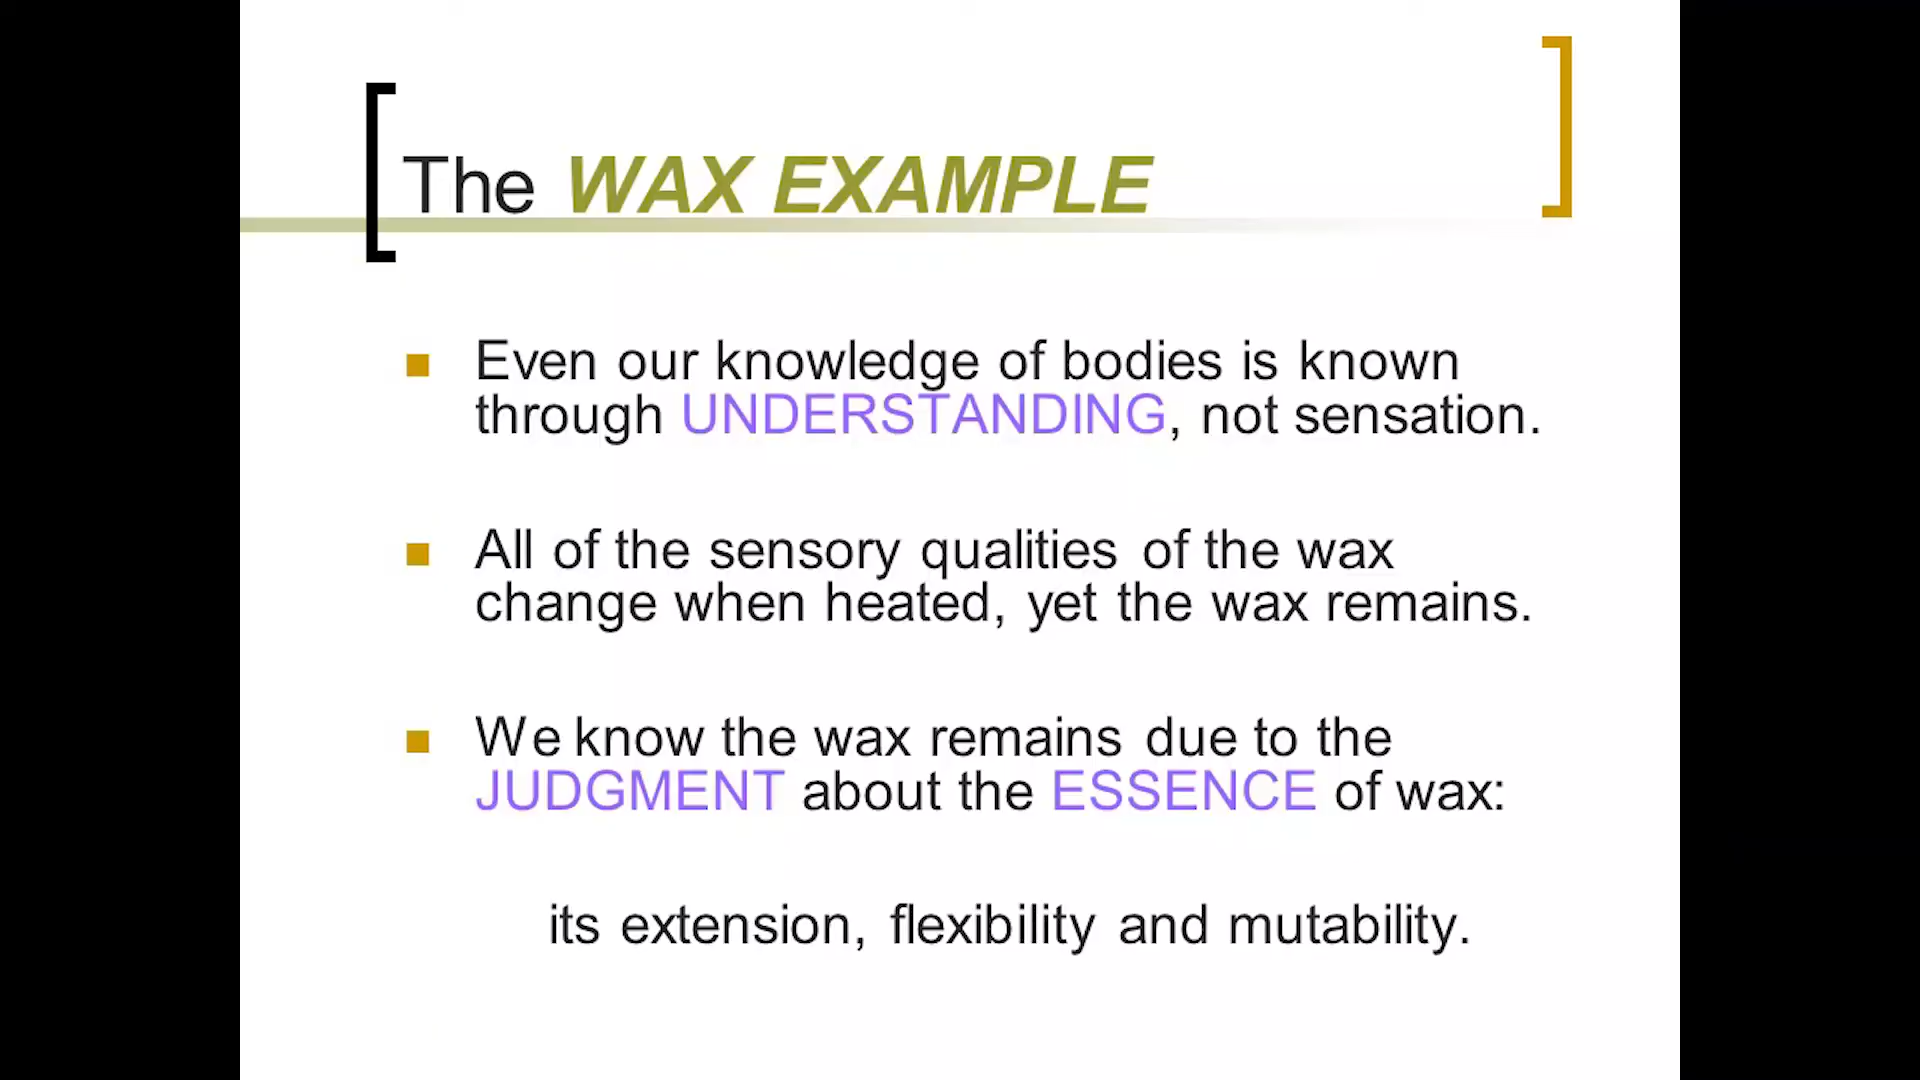 The WAX EXAMPLE
Even our knowledge of bodies is known
through UNDERSTANDING, not sensation.
All of the sensory qualities of the wax
change when heated, yet the wax remains.
We know the wax remains due to the
JUDGMENT about the ESSENCE of wax:
its extension, flexibility and mutability.